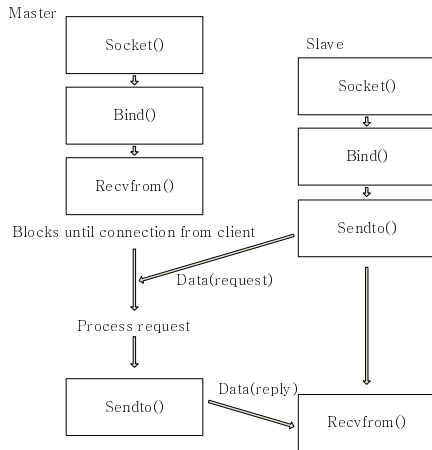 Master
Socket()
Bind()
Recvfrom()
Blocks until connection from client
Process request
Sendto()
Slave
Socket()
Bind()
Sendto()
Data(request)
Data(reply)
Recvfrom()